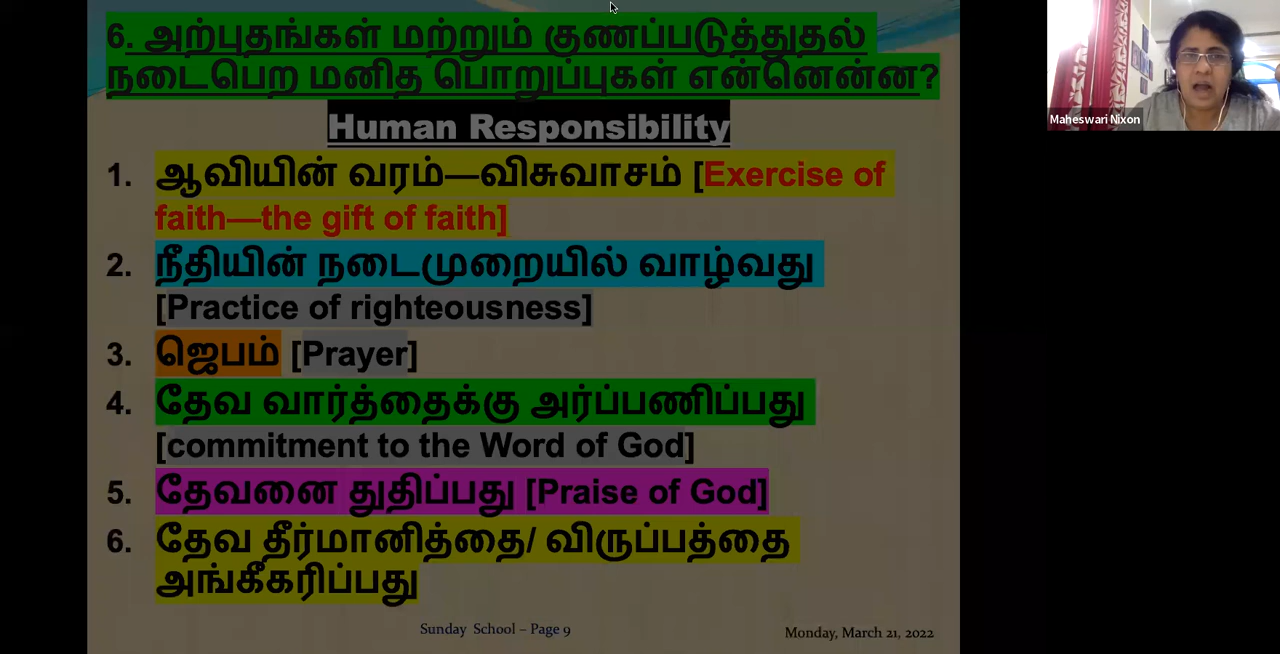 6. அற்புதங்கள் மற்றும் குணப்படுத்துதல்
நடைபெற மனித பொறுப்புகள் என்னென்ன?
Human Responsibility
1. ஆவியின் வரம்—விசுவாசம் [Exercise of
faith—the gift of faith]
2. நீதியின் நடைமுறையில் வாழ்வது
[Practice of righteousness]
3. ஜெபம் [Prayer]
4. தேவ வார்த்தைக்கு அர்ப்பணிப்பது
[commitment to the Word of God]
5. தேவனை துதிப்பது [Praise of God]
6. தேவ தீர்மானித்தை/ விருப்பத்தை
அங்கீகரிப்பது
Sunday School – Page 9
Monday, March 21, 2022
Maheswari Nixon